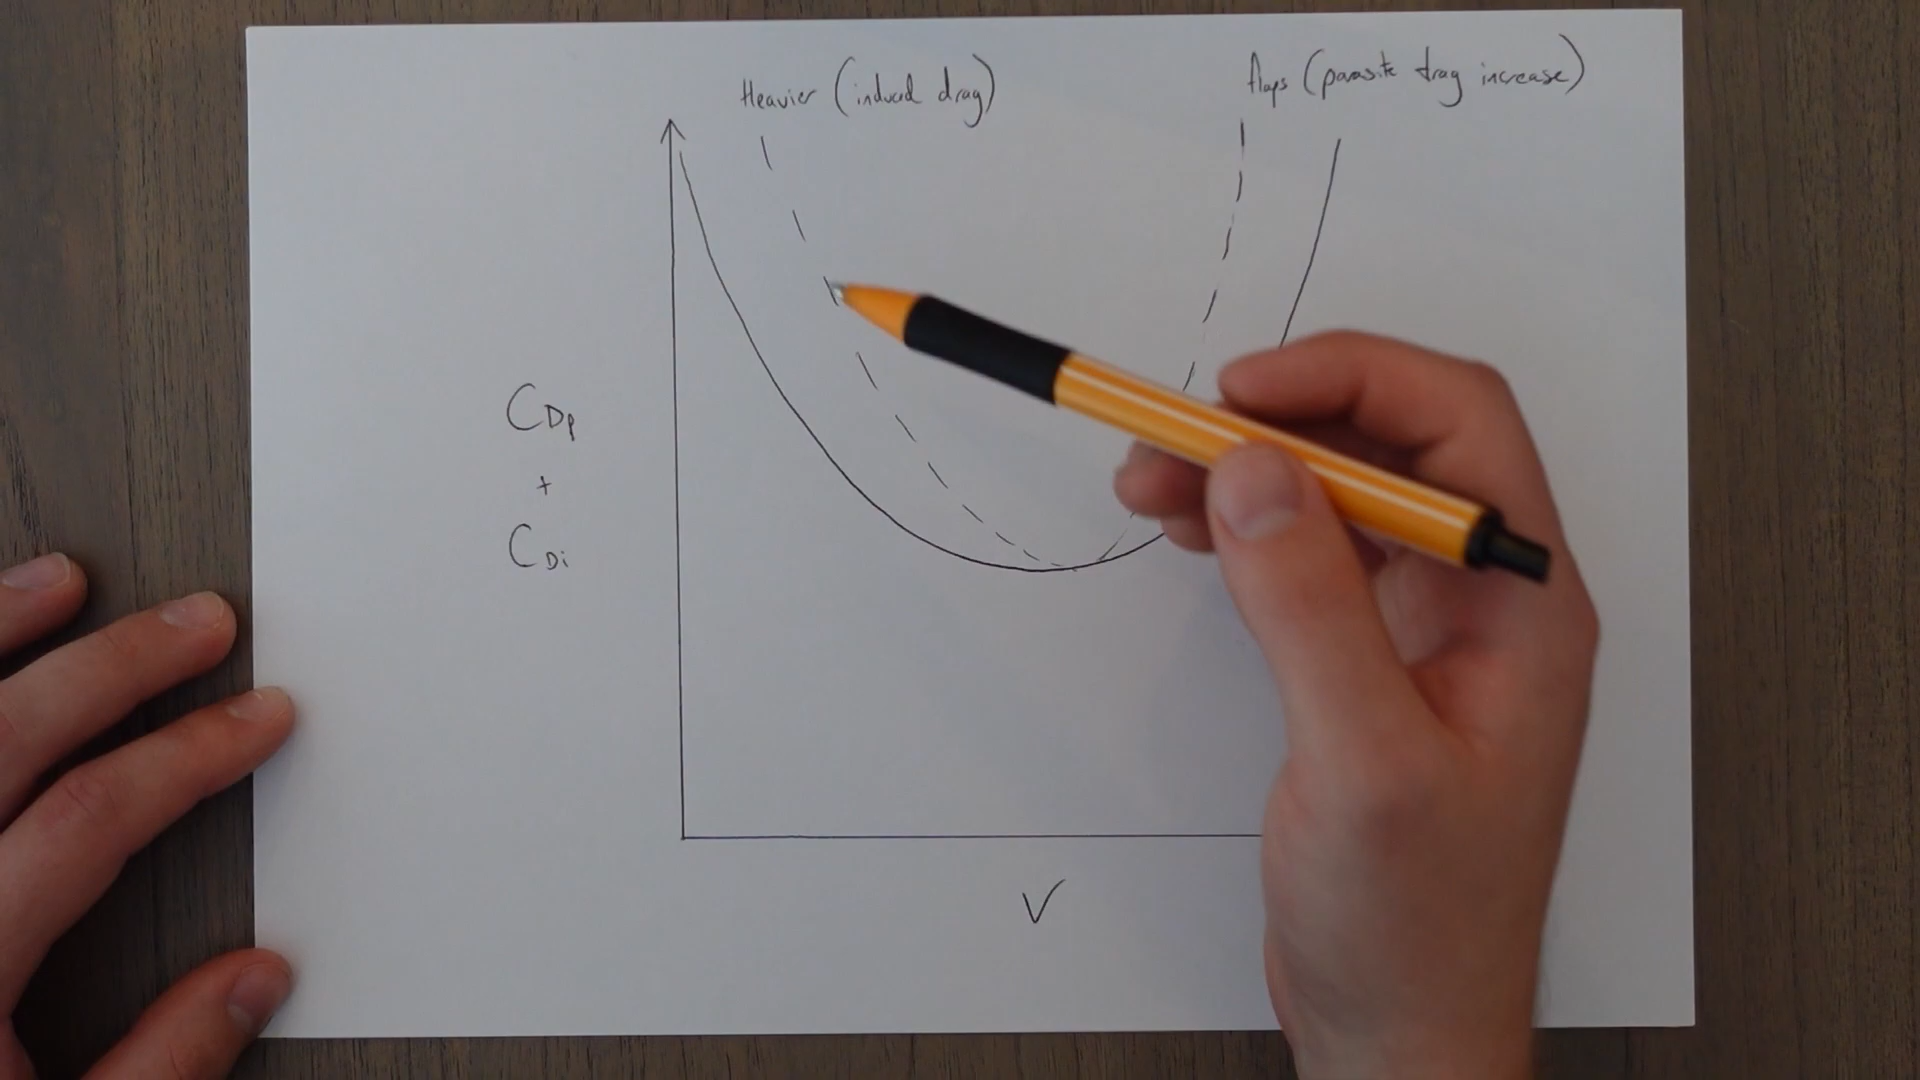 Heavier (induced drag)
flaps (parasite drag increase)
CDp
+
CDi
V